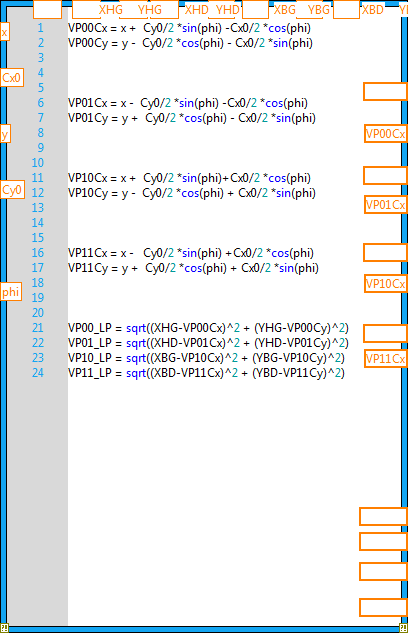 XHG YHG XHD YHD XBG YBG XBD
x
1 VP00Cx = x + Cy0/2 *sin(phi) -Cx0/2 *cos(phi)
2 VP00Cy = y - Cy0/2 *cos(phi) - Cx0/2 *sin(phi)
3
4
Cx0
5
6 VP01Cx = x - Cy0/2 *sin(phi) -Cx0/2 *cos(phi)
7 VP01Cy = y + Cy0/2 *cos(phi) - Cx0/2 *sin(phi)
y
8 VP00Cx
9
10
11 VP10Cx = x + Cy0/2 *sin(phi)+Cx0/2 *cos(phi)
Cy0
12 VP10Cy = y - Cy0/2 *cos(phi) + Cx0/2 *sin(phi)
13 VP01Cx
14
15
16 VP11Cx = x - Cy0/2 *sin(phi) +Cx0/2 *cos(phi)
17 VP11Cy = y + Cy0/2 *cos(phi) + Cx0/2 *sin(phi)
18 VP10Cx
phi
19
20
21 VP00_LP = sqrt((XHG-VP00Cx)^2 + (YHG-VP00Cy)^2)
22 VP01_LP = sqrt((XHD-VP01Cx)^2 + (YHD-VP01Cy)^2)
23 VP10_LP = sqrt((XBG-VP10Cx)^2 + (YBG-VP10Cy)^2)
VP11Cx
24 VP11_LP = sqrt((XBD-VP11Cx)^2 + (YBD-VP11Cy)^2)